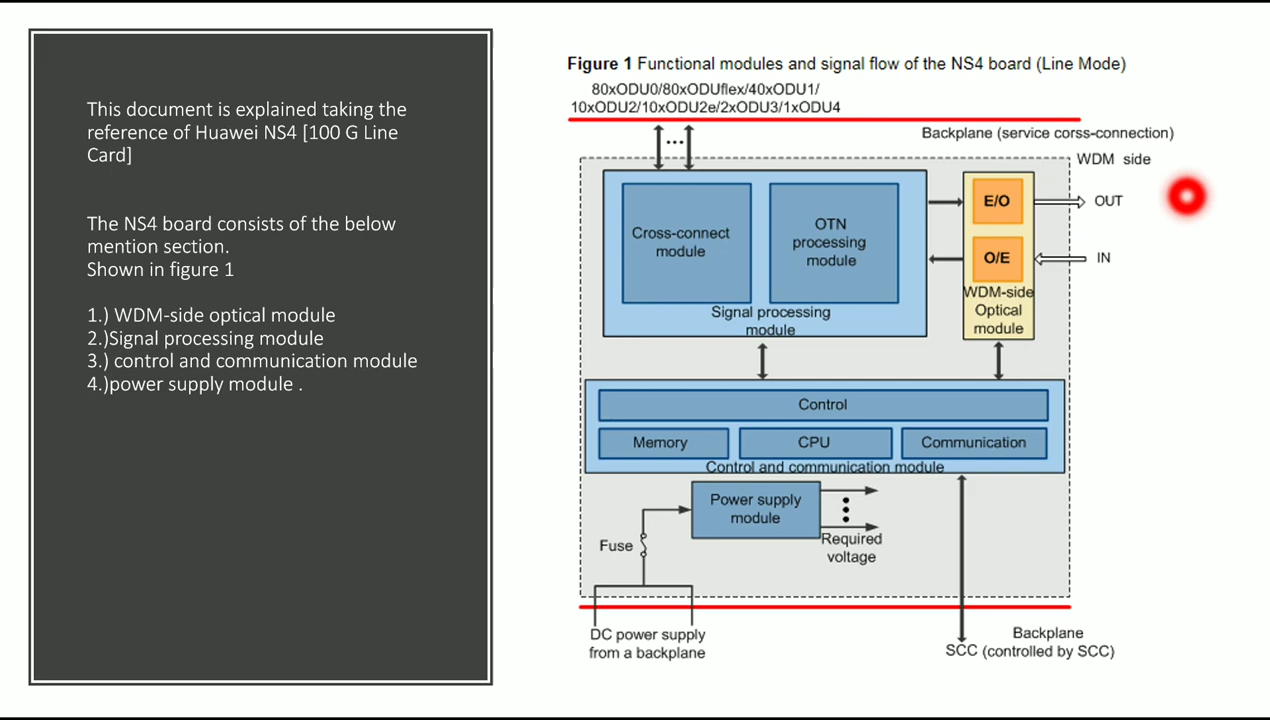 This document is explained taking the
reference of Huawei NS4 [100 G Line
Card]
The NS4 board consists of the below
mention section.
Shown in figure 1
1.) WDM-side optical module
2.)Signal processing module
3.) control and communication module
4.)power supply module .
Figure 1 Functional modules and signal flow of the NS4 board (Line Mode)
80xODU0/80xODUflex/40xODU1/
10xODU2/10xODU2e/2xODU3/1xODU4
Backplane (service corss-connection)
WDM side
Cross-connect
module
OTN
processing
module
Signal processing
module
E/O
OUT
O/E
IN
WDM-side
Optical
module
Control
Memory
CPU
Communication
Control and communication module
Power supply
module
Fuse
Required
voltage
DC power supply
from a backplane
Backplane
SCC (controlled by SCC)